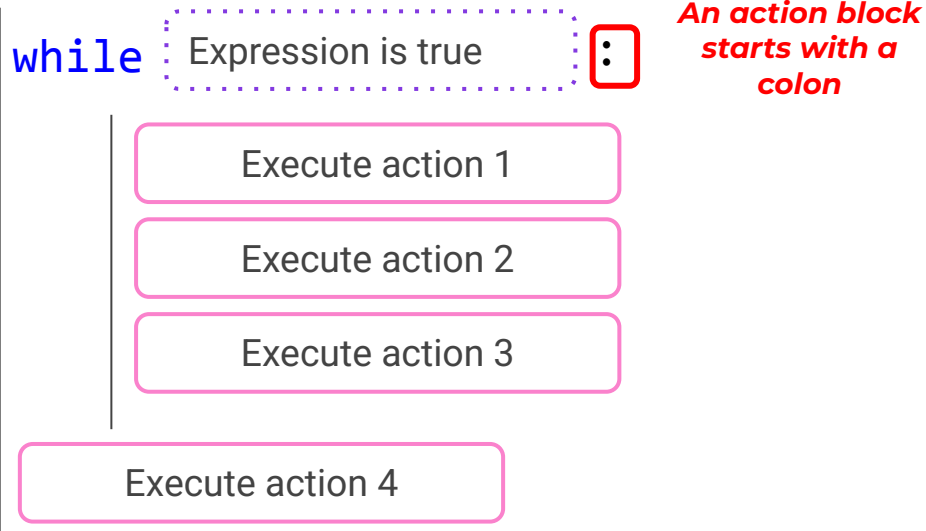 while Expression is true :
An action block
starts with a
colon
Execute action 1
Execute action 2
Execute action 3
Execute action 4